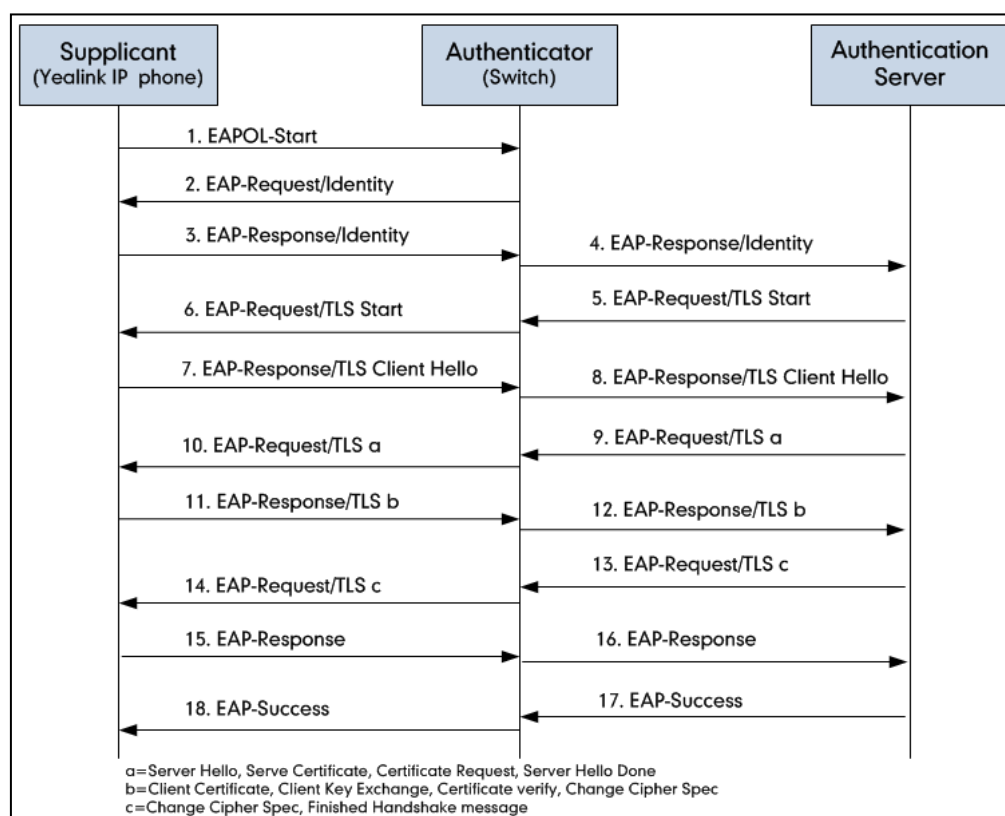 Supplicant
(Yealink IP phone)
Authenticator
(Switch)
Authentication
Server
1. EAPOL-Start
2. EAP-Request/Identity
3. EAP-Response/Identity
4. EAP-Response/Identity
5. EAP-Request/TLS Start
6. EAP-Request/TLS Start
7. EAP-Response/TLS Client Hello
8. EAP-Response/TLS Client Hello
9. EAP-Request/TLS a
10. EAP-Request/TLS a
11. EAP-Response/TLS b
12. EAP-Response/TLS b
13. EAP-Request/TLS c
14. EAP-Request/TLS c
15. EAP-Response
16. EAP-Response
17. EAP-Success
18. EAP-Success
a=Server Hello, Serve Certificate, Certificate Request, Server Hello Done
b=Client Certificate, Client Key Exchange, Certificate verify, Change Cipher Spec
c=Change Cipher Spec, Finished Handshake message